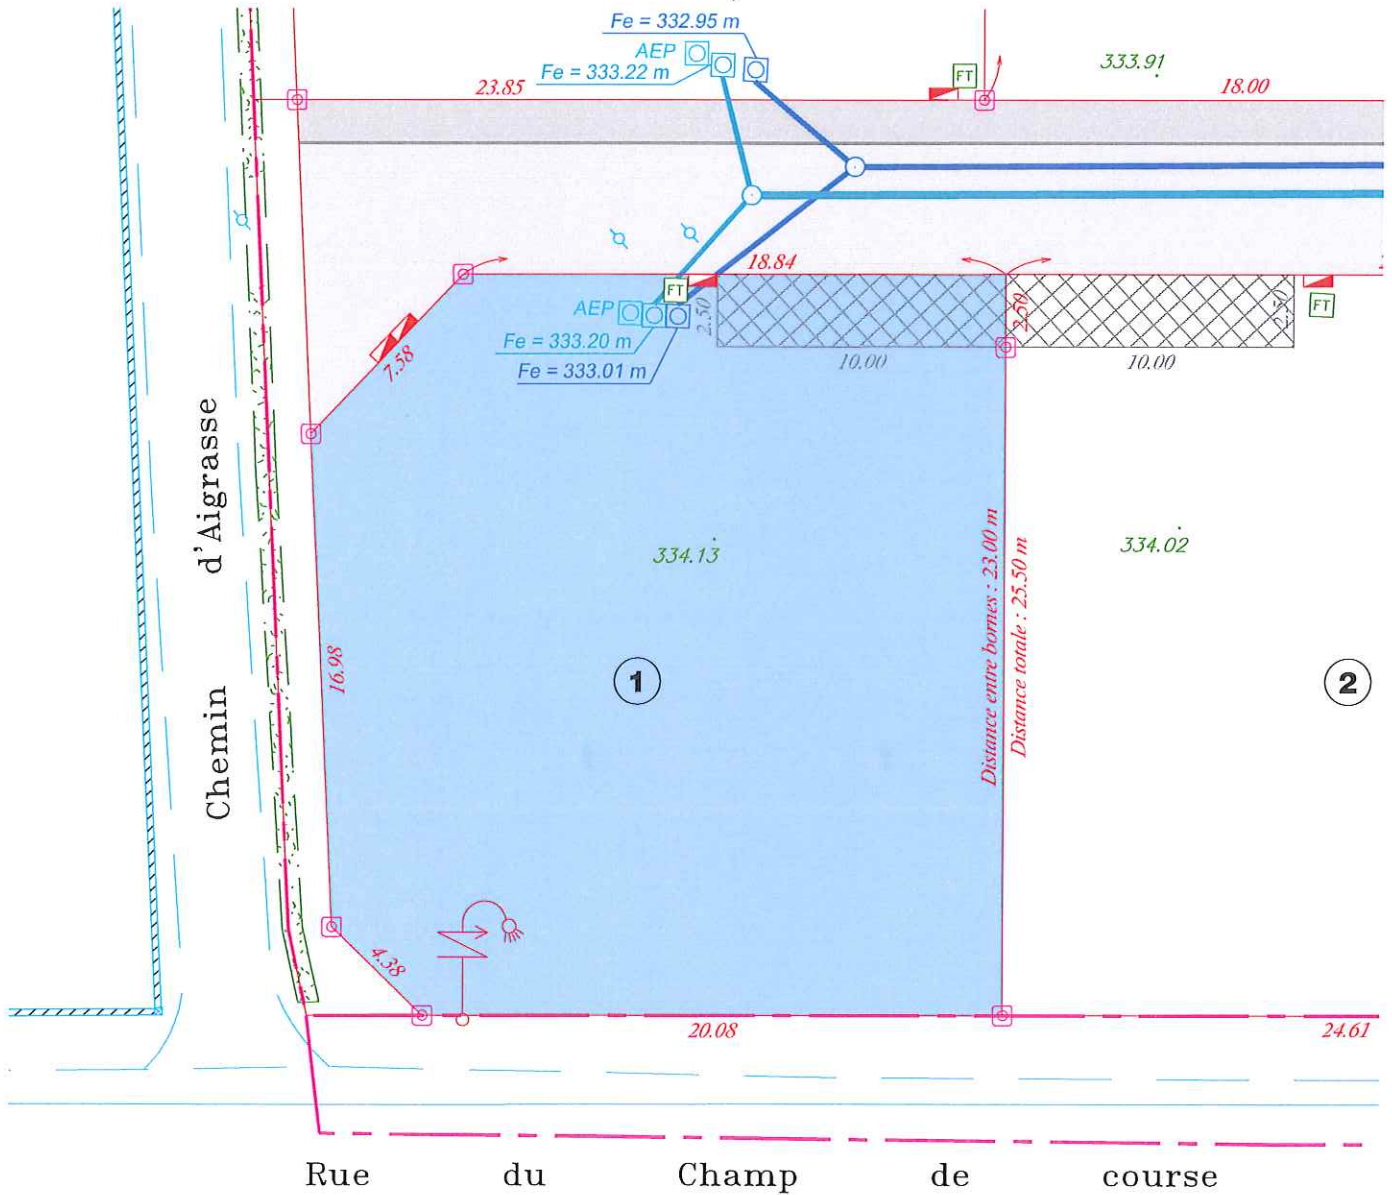 Fe = 332.95 m
AEP
Fe = 333.22 m
23.85
FT
333.91
18.00
18.84
FT
2.50
2.50
2.50
FT
AEP
Fe = 333.20 m
Fe = 333.01 m
7.58
10.00
10.00
Chemin d'Aigrasse
334.13
334.02
16.98
1
2
Distance entre bornes : 23.00 m
Distance totale : 25.50 m
4.38
20.08
24.61
Rue du Champ de course